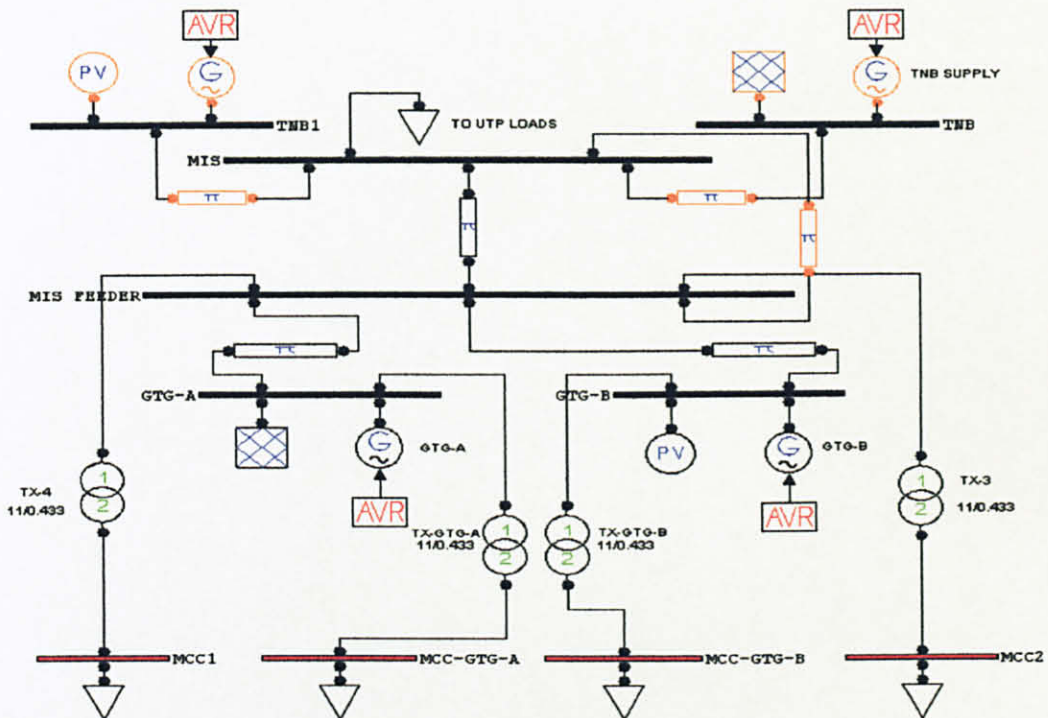 AVR
AVR
PV
G
G
TNB SUPPLY
TNB1
TO UTP LOADS
TNB
MIS
π
π
π
π
MIS FEEDER
π
π
GTG-A
GTG-B
G
GTG-A
PV
G
GTG-B
TX-4
11/0.433
1
2
AVR
TX-GTG-A
11/0.433
1
2
1
2
TX-GTG-B
11/0.433
AVR
1
2
TX-3
11/0.433
MCC1
MCC-GTG-A
MCC-GTG-B
MCC2